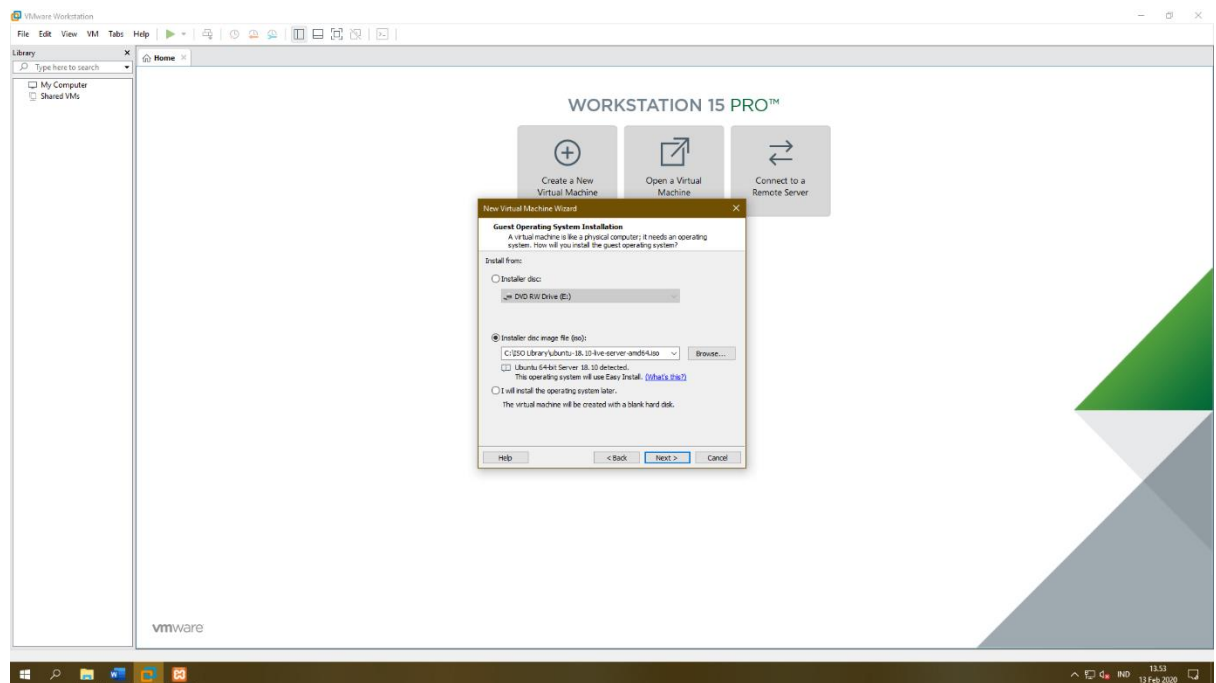 VMware Workstation
File Edit View VM Tabs Help
Library
Home
Type here to search
My Computer
Shared VMs
WORKSTATION 15 PRO™
Create a New
Virtual Machine
Open a Virtual
Machine
Connect to a
Remote Server
New Virtual Machine Wizard
Guest Operating System Installation
A virtual machine is like a physical computer; it needs an operating
system. How will you install the guest operating system?
Install from:
Installer disc:
DVD RW Drive (E:)
Installer disc image file (iso):
C:\ISO Library\ubuntu-18.10-live-server-amd64.iso
Browse...
Ubuntu 64-bit Server 18.10 detected.
This operating system will use Easy Install. (What's this?)
I will install the operating system later.
The virtual machine will be created with a blank hard disk.
Help
< Back
Next >
Cancel
vmware
IND
13.53
13 Feb 2020